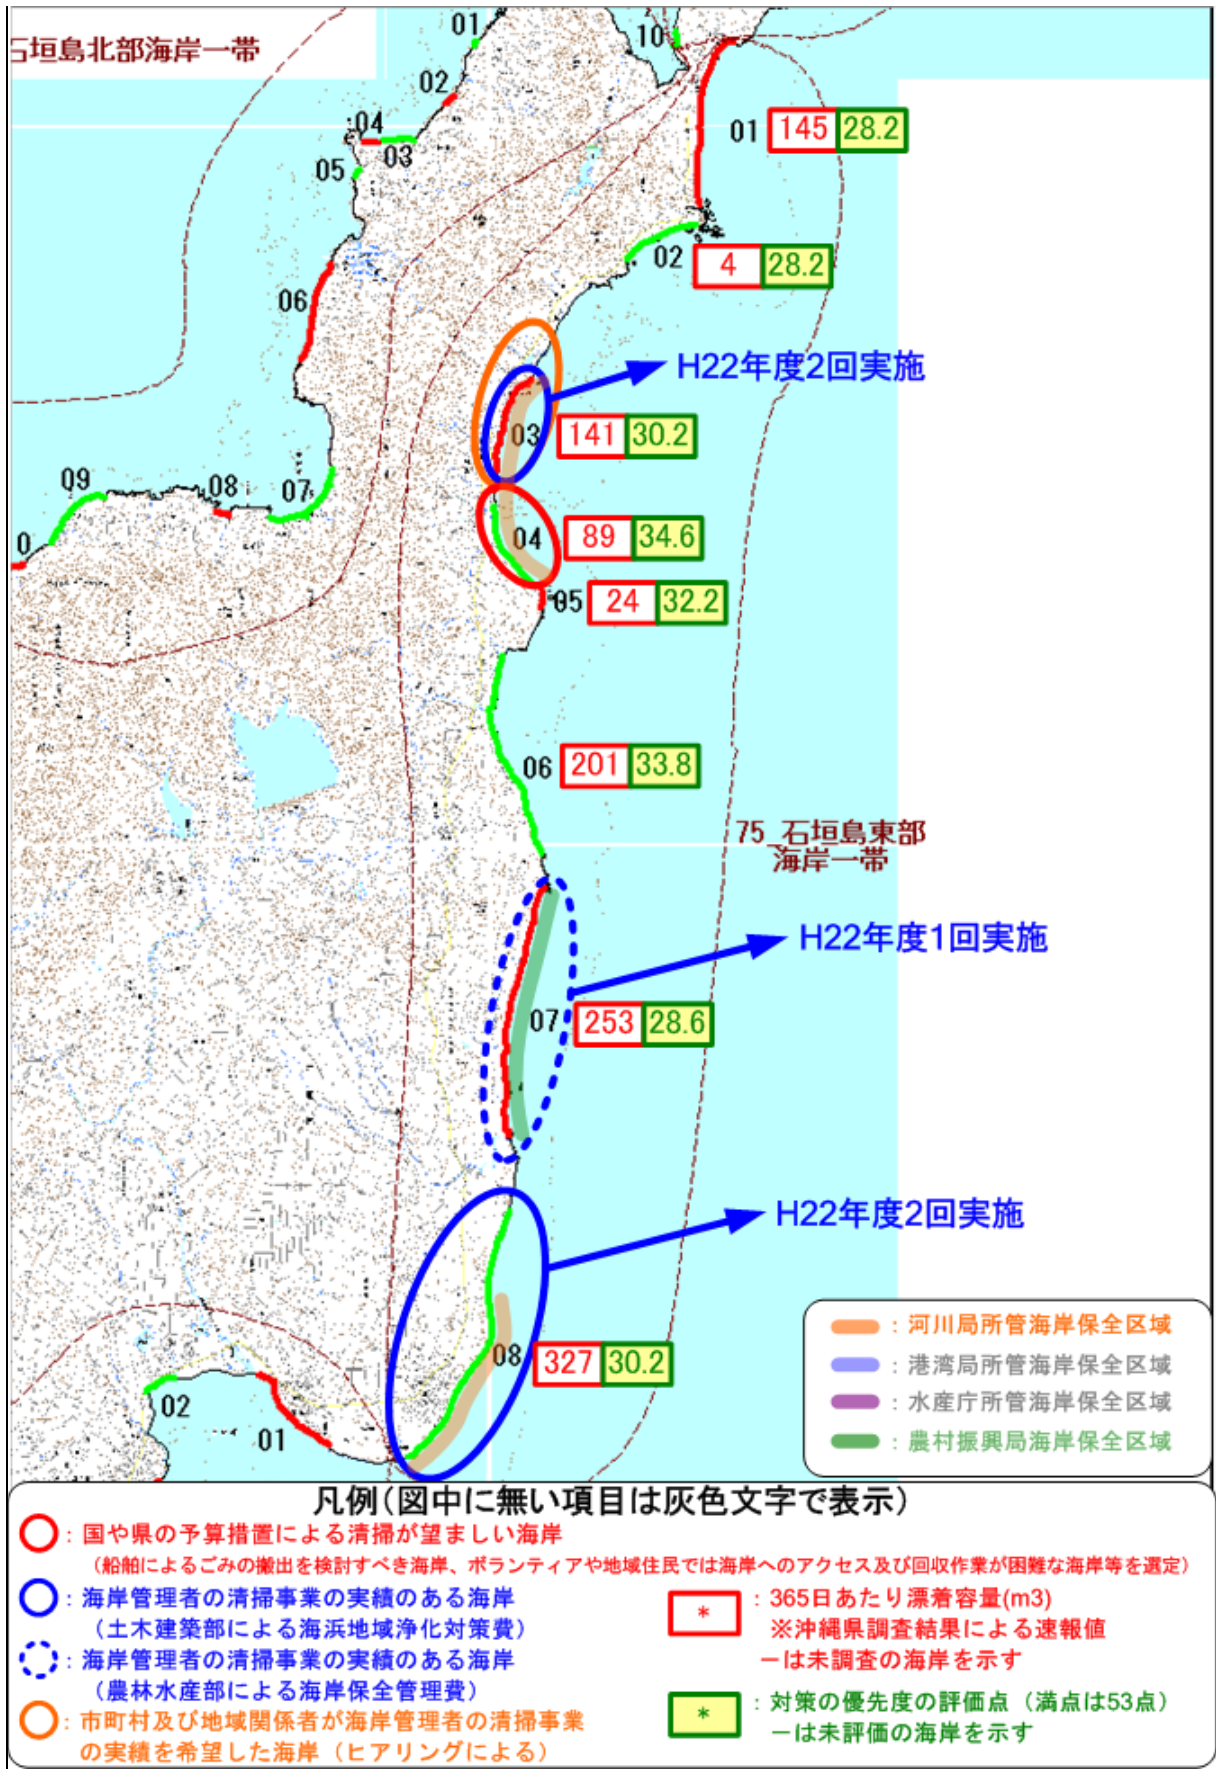 石垣島北部海岸一帯
01
10
02
04
03
05
01 145 28.2
02 4 28.2
06
H22年度2回実施
03 141 30.2
09
08
07
0
04 89 34.6
05 24 32.2
06 201 33.8
75_石垣島東部
海岸一帯
H22年度1回実施
07 253 28.6
H22年度2回実施
08 327 30.2
02
01
：河川局所管海岸保全区域
：港湾局所管海岸保全区域
：水産庁所管海岸保全区域
：農村振興局海岸保全区域
凡例（図中に無い項目は灰色文字で表示）
：国や県の予算措置による清掃が望ましい海岸
（船舶によるごみの搬出を検討すべき海岸、ボランティアや地域住民では海岸へのアクセス及び回収作業が困難な海岸等を選定）
：海岸管理者の清掃事業の実績のある海岸
（土木建築部による海浜地域浄化対策費）
：海岸管理者の清掃事業の実績のある海岸
（農林水産部による海岸保全管理費）
：市町村及び地域関係者が海岸管理者の清掃事業
の実績を希望した海岸（ヒアリングによる）
* ：365日あたり漂着容量(m3)
※沖縄県調査結果による速報値
－は未調査の海岸を示す
* ：対策の優先度の評価点（満点は53点）
－は未評価の海岸を示す